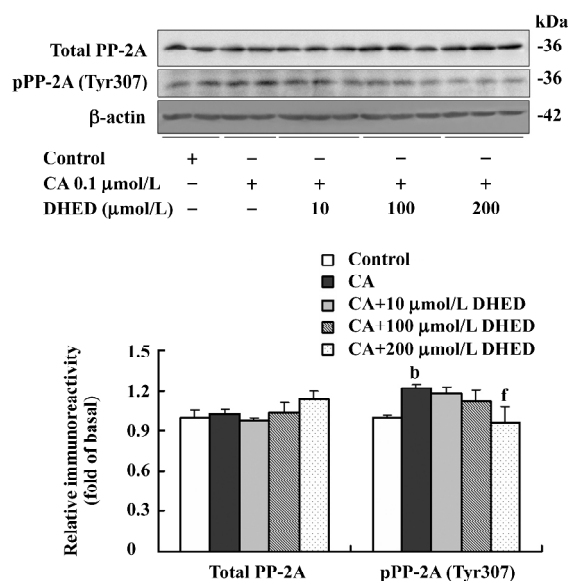 kDa
Total PP-2A -36
pPP-2A (Tyr307) -36
β-actin -42
Control + – – – –
CA 0.1 μmol/L – + + + +
DHED (μmol/L) – – 10 100 200
Control
CA
CA+10 μmol/L DHED
CA+100 μmol/L DHED
CA+200 μmol/L DHED
Relative immunoreactivity
(fold of basal)
1.5
1.2
0.9
0.6
0.3
0
b
f
Total PP-2A pPP-2A (Tyr307)